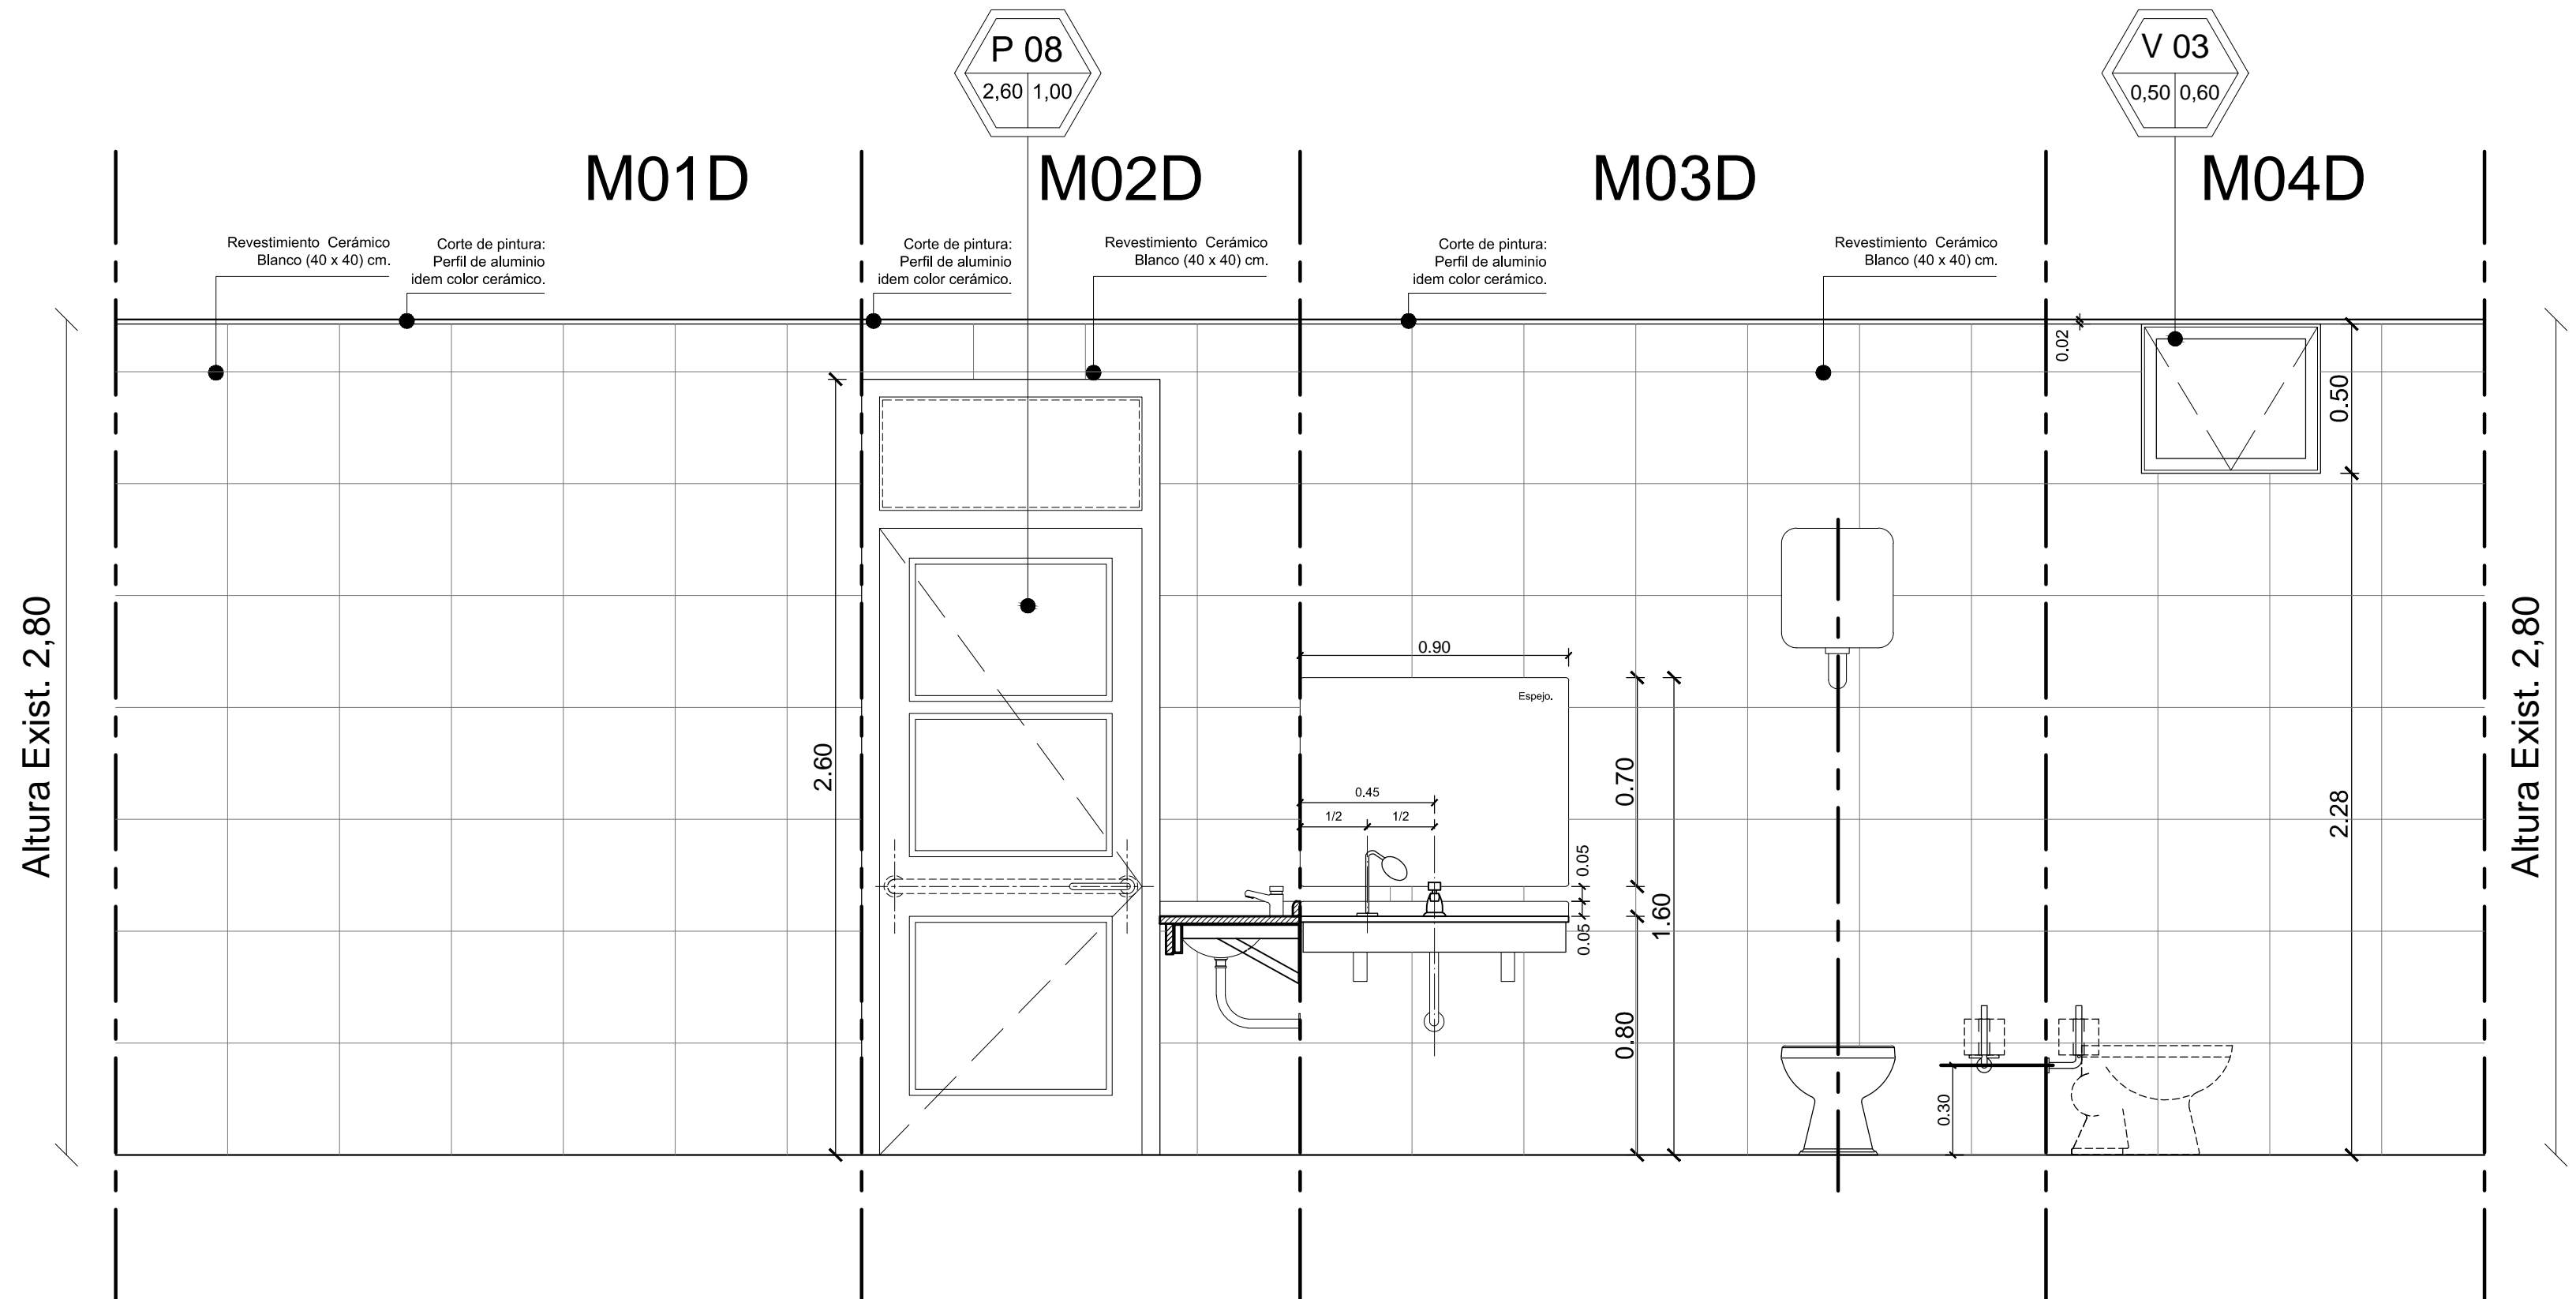 P 08
2,60 1,00
V 03
0,50 0,60
M01D
M02D
M03D
M04D
Revestimiento Cerámico
Blanco (40 x 40) cm.
Corte de pintura:
Perfil de aluminio
idem color cerámico.
Corte de pintura:
Perfil de aluminio
idem color cerámico.
Revestimiento Cerámico
Blanco (40 x 40) cm.
Corte de pintura:
Perfil de aluminio
idem color cerámico.
Revestimiento Cerámico
Blanco (40 x 40) cm.
Altura Exist. 2,80
2.60
0.90
Espejo.
0.45
1/2
1/2
0.05
0.05
0.70
0.80
1.60
0.30
0.02
0.50
2.28
Altura Exist. 2,80